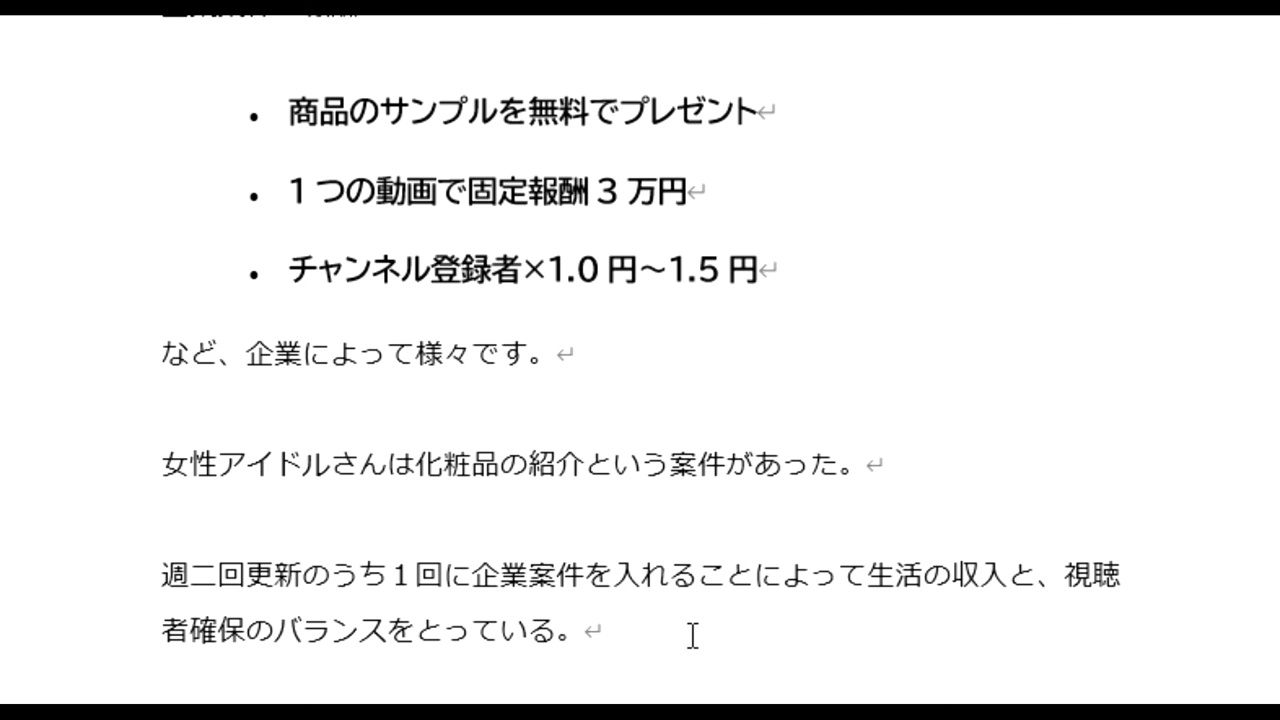 ・ 商品のサンプルを無料でプレゼント↵
・ 1 つの動画で固定報酬 3 万円↵
・ チャンネル登録者×1.0 円～1.5 円↵
など、企業によって様々です。↵
女性アイドルさんは化粧品の紹介という案件があった。↵
週二回更新のうち１回に企業案件を入れることによって生活の収入と、視聴
者確保のバランスをとっている。↵